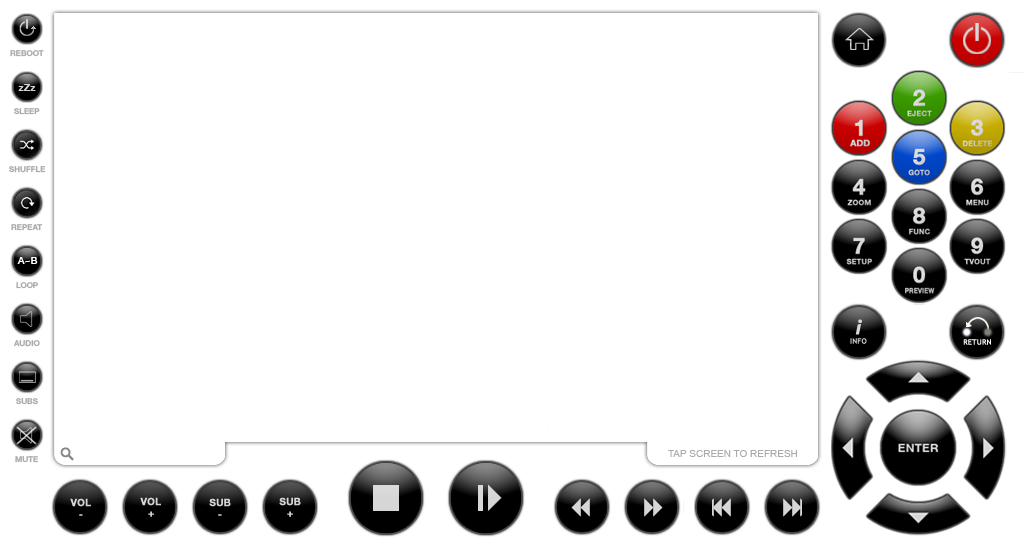 REBOOT
zZz
SLEEP
SHUFFLE
REPEAT
A-B
LOOP
AUDIO
SUBS
MUTE
TAP SCREEN TO REFRESH
VOL
-
VOL
+
SUB
-
SUB
+
2
EJECT
1
ADD
3
DELETE
5
GOTO
4
ZOOM
6
MENU
8
FUNC
7
SETUP
9
TVOUT
0
PREVIEW
i
INFO
RETURN
ENTER